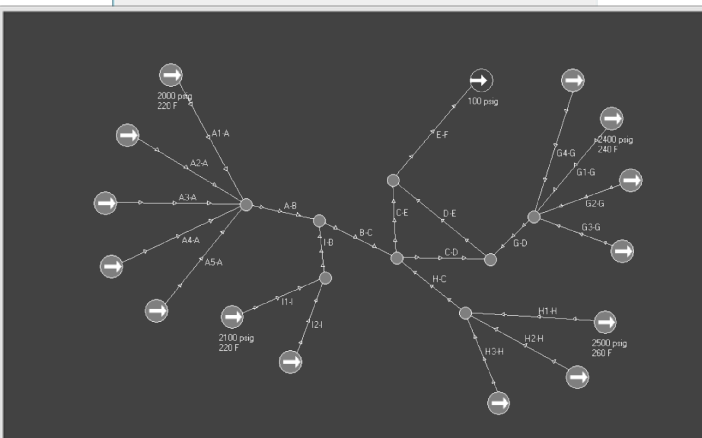 2000 psig
220 F
100 psig
A1-A
E-F
2400 psig
240 F
G4-G
G1-G
A2-A
G2-G
A3-A
A-B
C-E
D-E
G3-G
A4-A
I-B
B-C
G-D
C-D
A5-A
H-C
I1-I
H1-H
I2-I
2100 psig
220 F
H2-H
2500 psig
260 F
H3-H